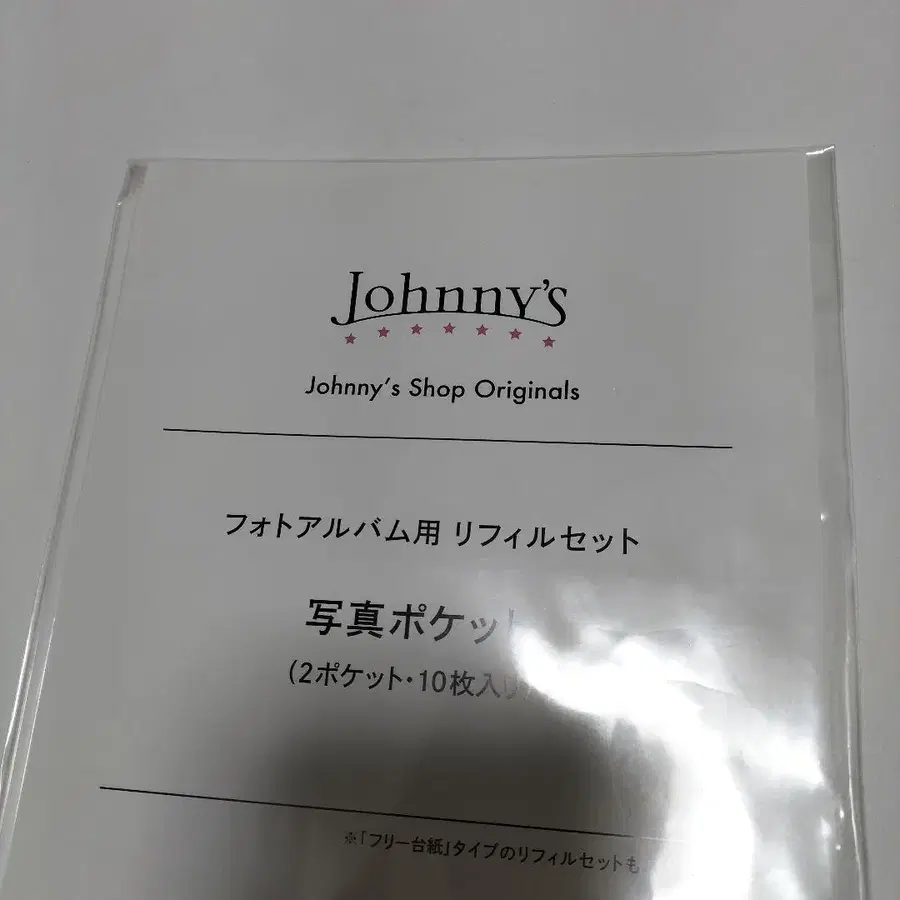 Johnny's
Johnny's Shop Originals
フォトアルバム用 リフィルセット
写真ポケット
(2ポケット・10枚入り)
※「フリー台紙」タイプのリフィルセットも